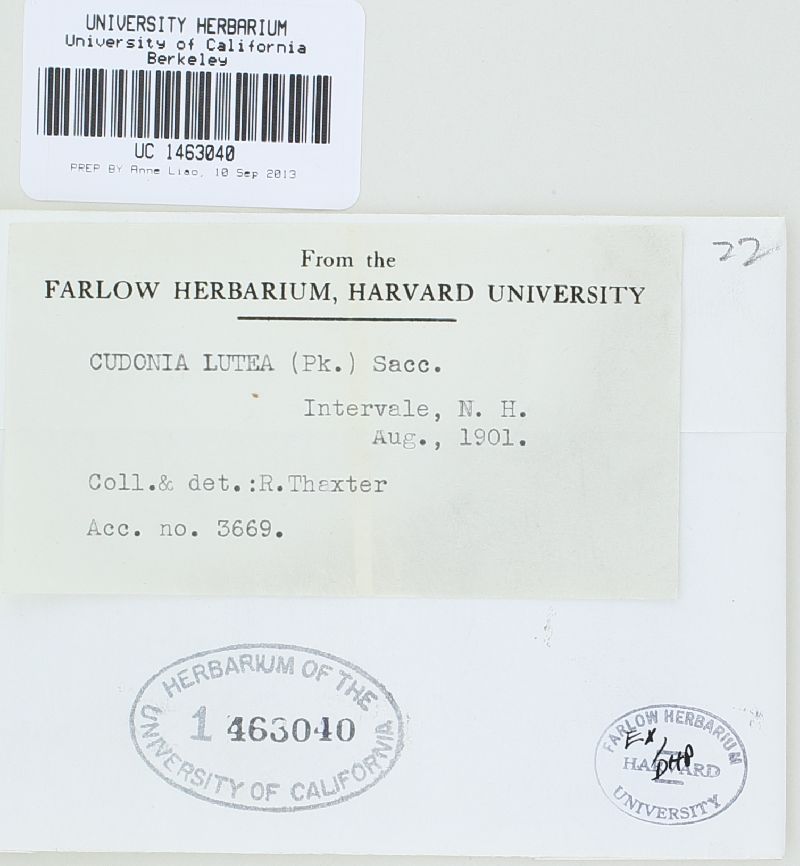 UNIVERSITY HERBARIUM
University of California
Berkeley
UC 1463040
PREP BY Anne Liao, 10 Sep 2013
22
From the
FARLOW HERBARIUM, HARVARD UNIVERSITY
CUDONIA LUTEA (Pk.) Sacc.
Intervale, N. H.
Aug., 1901.
Coll.& det.:R.Thaxter
Acc. no. 3669.
HERBARIUM OF THE
1 463040
UNIVERSITY OF CALIFORNIA
FARLOW HERBARIUM
EX
HARVARD
DHP
UNIVERSITY